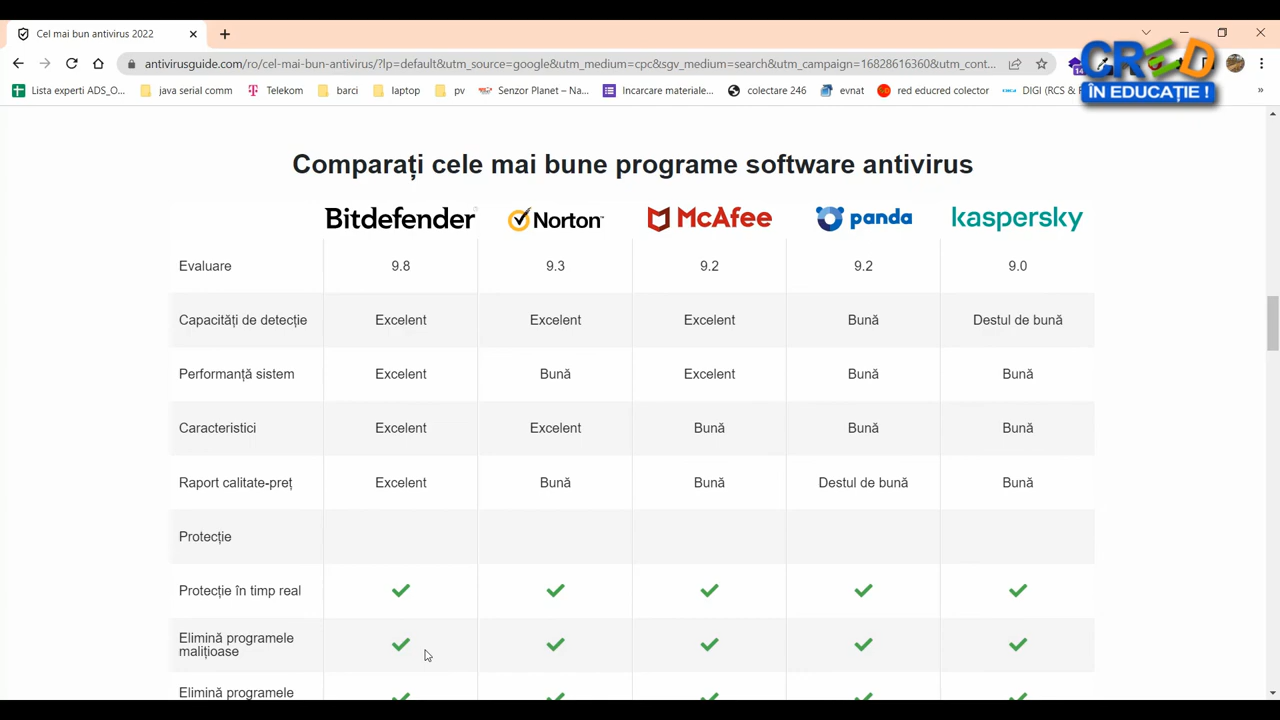 Cel mai bun antivirus 2022
CRED
ÎN EDUCAȚIE !
antivirusguide.com/ro/cel-mai-bun-antivirus/?lp=default&utm_source=google&utm_medium=cpc&sgv_medium=search&utm_campaign=16828616360&utm_cont...
14
Lista experti ADS_O... java serial comm Telekom barci laptop pv Senzor Planet – Na... Incarcare materiale... colectare 246 evnat red educred colector DIGI (RCS & »
Comparați cele mai bune programe software antivirus
Bitdefender Norton McAfee panda kaspersky
Evaluare 9.8 9.3 9.2 9.2 9.0
Capacități de detecție Excelent Excelent Excelent Bună Destul de bună
Performanță sistem Excelent Bună Excelent Bună Bună
Caracteristici Excelent Excelent Bună Bună Bună
Raport calitate-preț Excelent Bună Bună Destul de bună Bună
Protecție
Protecție în timp real
Elimină programele
malițioase
Elimină programele